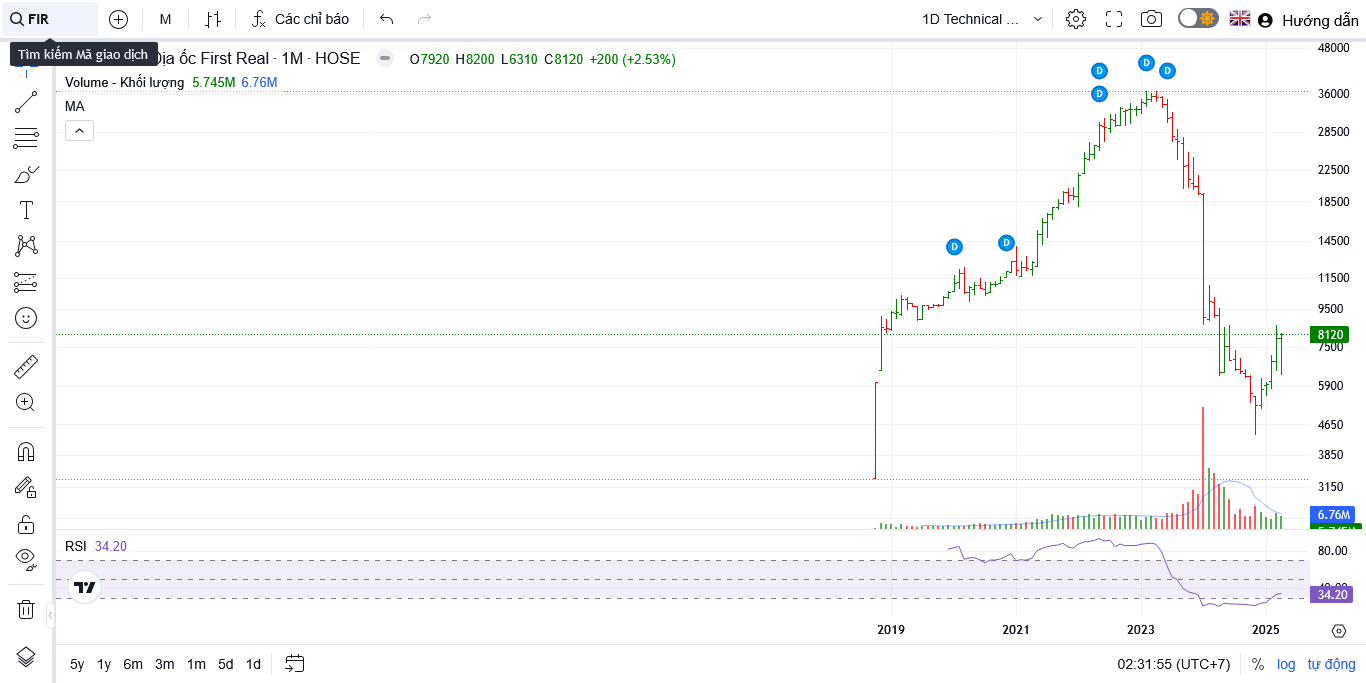 FIR
M
Các chỉ báo
1D Technical ...
Hướng dẫn
Tìm kiếm Mã giao dịch
Địa ốc First Real · 1M · HOSE
O7920 H8200 L6310 C8120 +200 (+2.53%)
Volume - Khối lượng 5.745M 6.76M
MA
D
D
D
D
D
D
48000
36000
28500
22500
18500
14500
11500
9500
8120
7500
5900
4650
3850
3150
6.76M
RSI 34.20
80.00
34.20
2019 2021 2023 2025
5y 1y 6m 3m 1m 5d 1d
02:31:55 (UTC+7) % log tự động